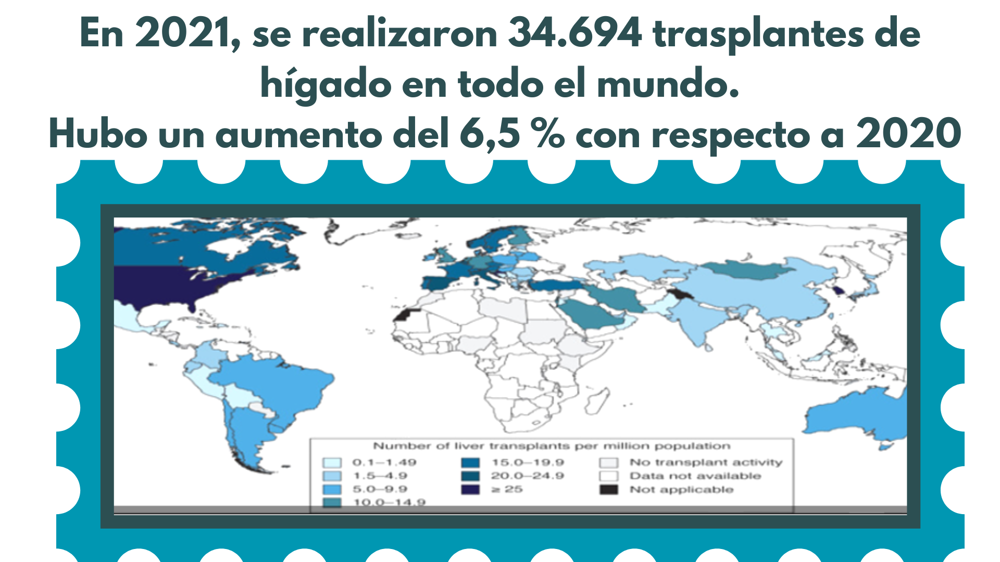 En 2021, se realizaron 34.694 trasplantes de
hígado en todo el mundo.
Hubo un aumento del 6,5 % con respecto a 2020
Number of liver transplants per million population
0.1–1.49
1.5–4.9
5.0–9.9
10.0–14.9
15.0–19.9
20.0–24.9
≥ 25
No transplant activity
Data not available
Not applicable